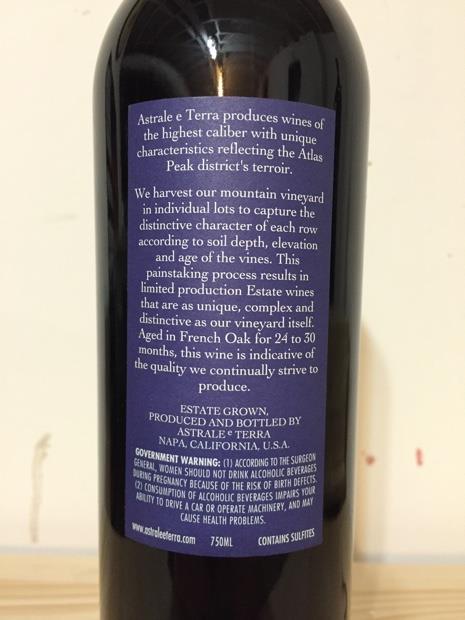 Astrale e Terra produces wines of
the highest caliber with unique
characteristics reflecting the Atlas
Peak district's terroir.
We harvest our mountain vineyard
in individual lots to capture the
distinctive character of each row
according to soil depth, elevation
and age of the vines. This
painstaking process results in
limited production Estate wines
that are as unique, complex and
distinctive as our vineyard itself.
Aged in French Oak for 24 to 30
months, this wine is indicative of
the quality we continually strive to
produce.
ESTATE GROWN,
PRODUCED AND BOTTLED BY
ASTRALE e TERRA
NAPA, CALIFORNIA, U.S.A.
GOVERNMENT WARNING: (1) ACCORDING TO THE SURGEON
GENERAL, WOMEN SHOULD NOT DRINK ALCOHOLIC BEVERAGES
DURING PREGNANCY BECAUSE OF THE RISK OF BIRTH DEFECTS.
(2) CONSUMPTION OF ALCOHOLIC BEVERAGES IMPAIRS YOUR
ABILITY TO DRIVE A CAR OR OPERATE MACHINERY, AND MAY
CAUSE HEALTH PROBLEMS.
www.astraleeterra.com 750ML CONTAINS SULFITES